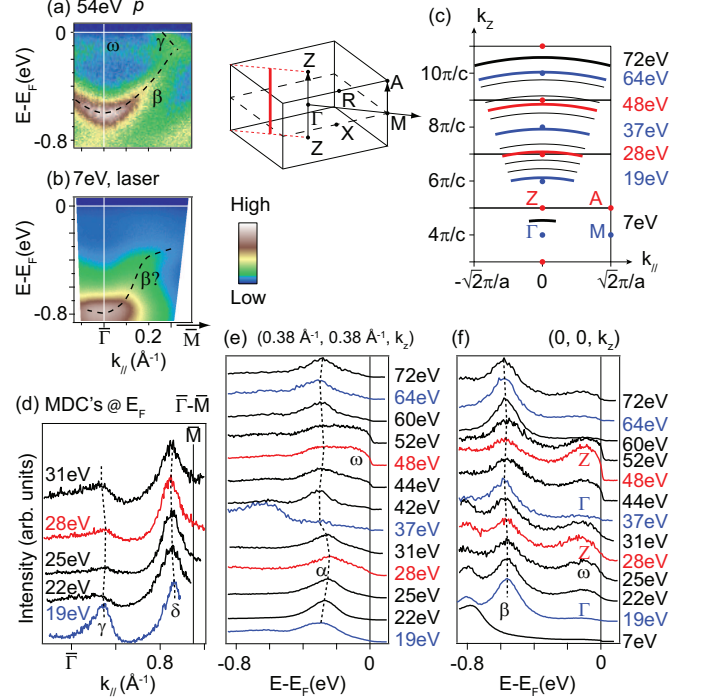 (a) 54eV p
E-E_F(eV)
0
-0.8
ω
γ
β
(b) 7eV, laser
E-E_F(eV)
0
-0.8
β?
Γ̅
0.2
M̅
k_//(Å⁻¹)
Z
A
R
Γ
M
X
Z
High
Low
(c)
k_z
10π/c
8π/c
6π/c
4π/c
72eV
64eV
48eV
37eV
28eV
19eV
7eV
Z
A
Γ
M
-√2π/a
0
√2π/a
k_//
(d) MDC's @ E_F
Γ̅-M̅
M̅
Intensity (arb. units)
31eV
28eV
25eV
22eV
19eV
γ
δ
Γ̅
0.8
k_//(Å⁻¹)
(e) (0.38 Å⁻¹, 0.38 Å⁻¹, k_z)
72eV
64eV
60eV
52eV
48eV
44eV
42eV
37eV
31eV
28eV
25eV
22eV
19eV
ω
α
-0.8
0
E-E_F(eV)
(f) (0, 0, k_z)
72eV
64eV
60eV
52eV
48eV
44eV
37eV
31eV
28eV
25eV
22eV
19eV
7eV
Z
Γ
Z
ω
Γ
β
-0.8
0
E-E_F(eV)